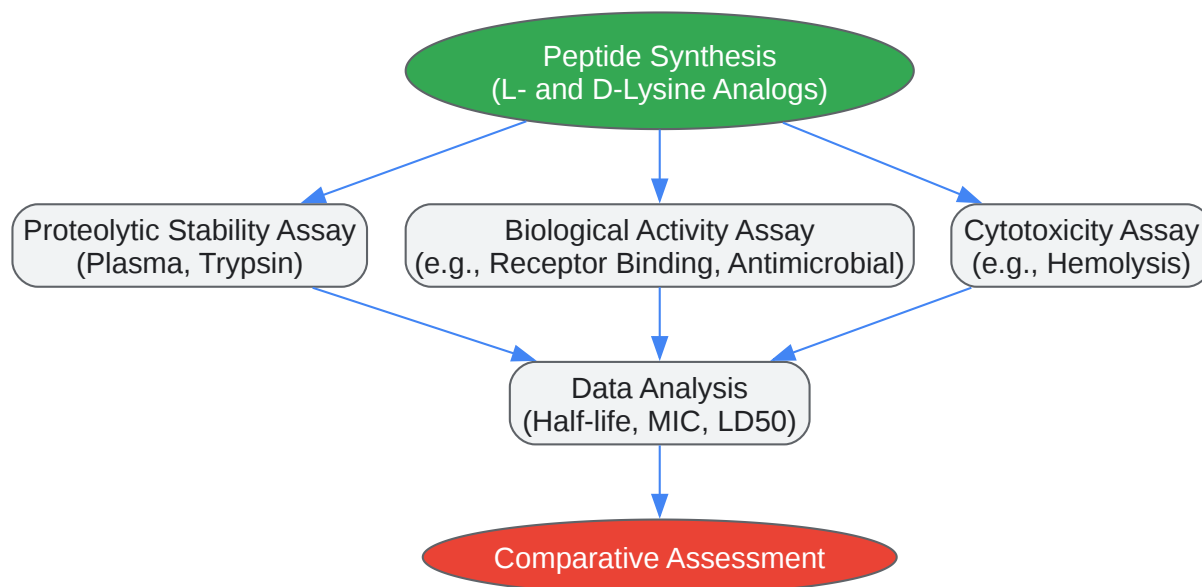 Peptide Synthesis
(L- and D-Lysine Analogs)
Proteolytic Stability Assay
(Plasma, Trypsin)
Biological Activity Assay
(e.g., Receptor Binding, Antimicrobial)
Cytotoxicity Assay
(e.g., Hemolysis)
Data Analysis
(Half-life, MIC, LD50)
Comparative Assessment